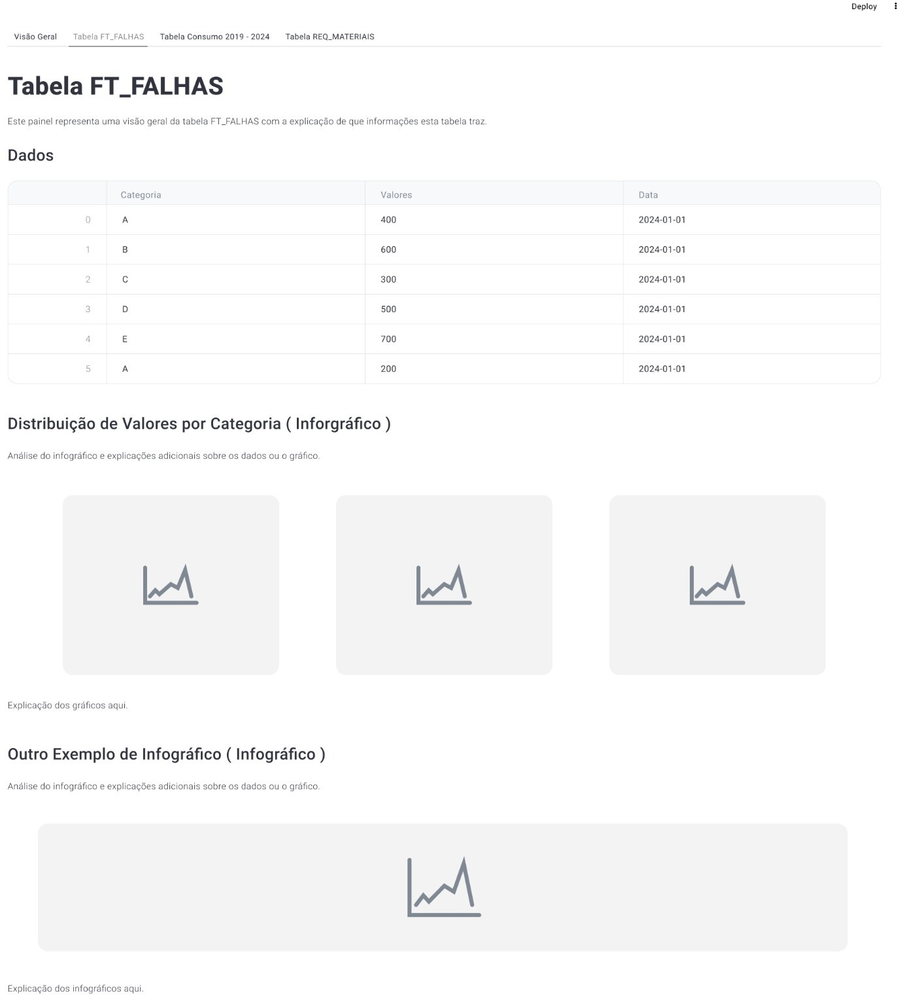 Deploy
Visão Geral Tabela FT_FALHAS Tabela Consumo 2019 - 2024 Tabela REQ_MATERIAIS
Tabela FT_FALHAS
Este painel representa uma visão geral da tabela FT_FALHAS com a explicação de que informações esta tabela traz.
Dados
Categoria Valores Data
0 A 400 2024-01-01
1 B 600 2024-01-01
2 C 300 2024-01-01
3 D 500 2024-01-01
4 E 700 2024-01-01
5 A 200 2024-01-01
Distribuição de Valores por Categoria ( Inforgráfico )
Análise do infográfico e explicações adicionais sobre os dados ou o gráfico.
Explicação dos gráficos aqui.
Outro Exemplo de Infográfico ( Infográfico )
Análise do infográfico e explicações adicionais sobre os dados ou o gráfico.
Explicação dos infográficos aqui.